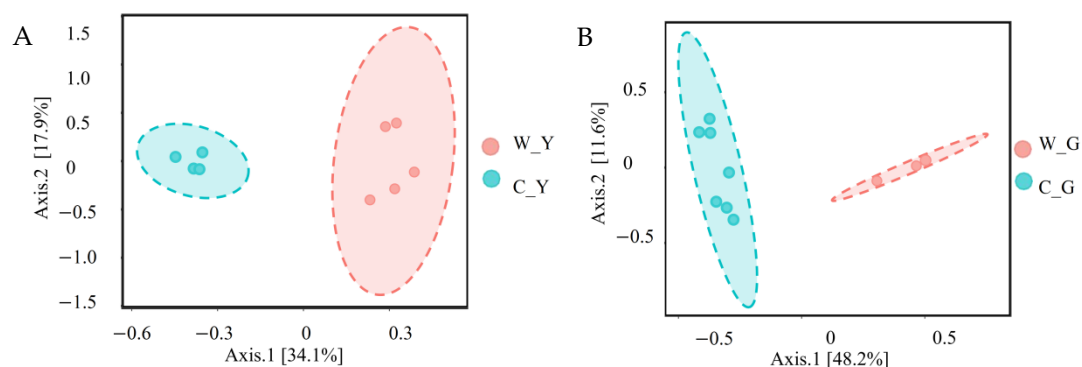 A
1.5
1.0
0.5
0
−0.5
−1.0
−1.5
Axis.2 [17.9%]
−0.6
−0.3
0
0.3
Axis.1 [34.1%]
W_Y
C_Y
B
0.5
0
−0.5
Axis.2 [11.6%]
−0.5
0
0.5
Axis.1 [48.2%]
W_G
C_G